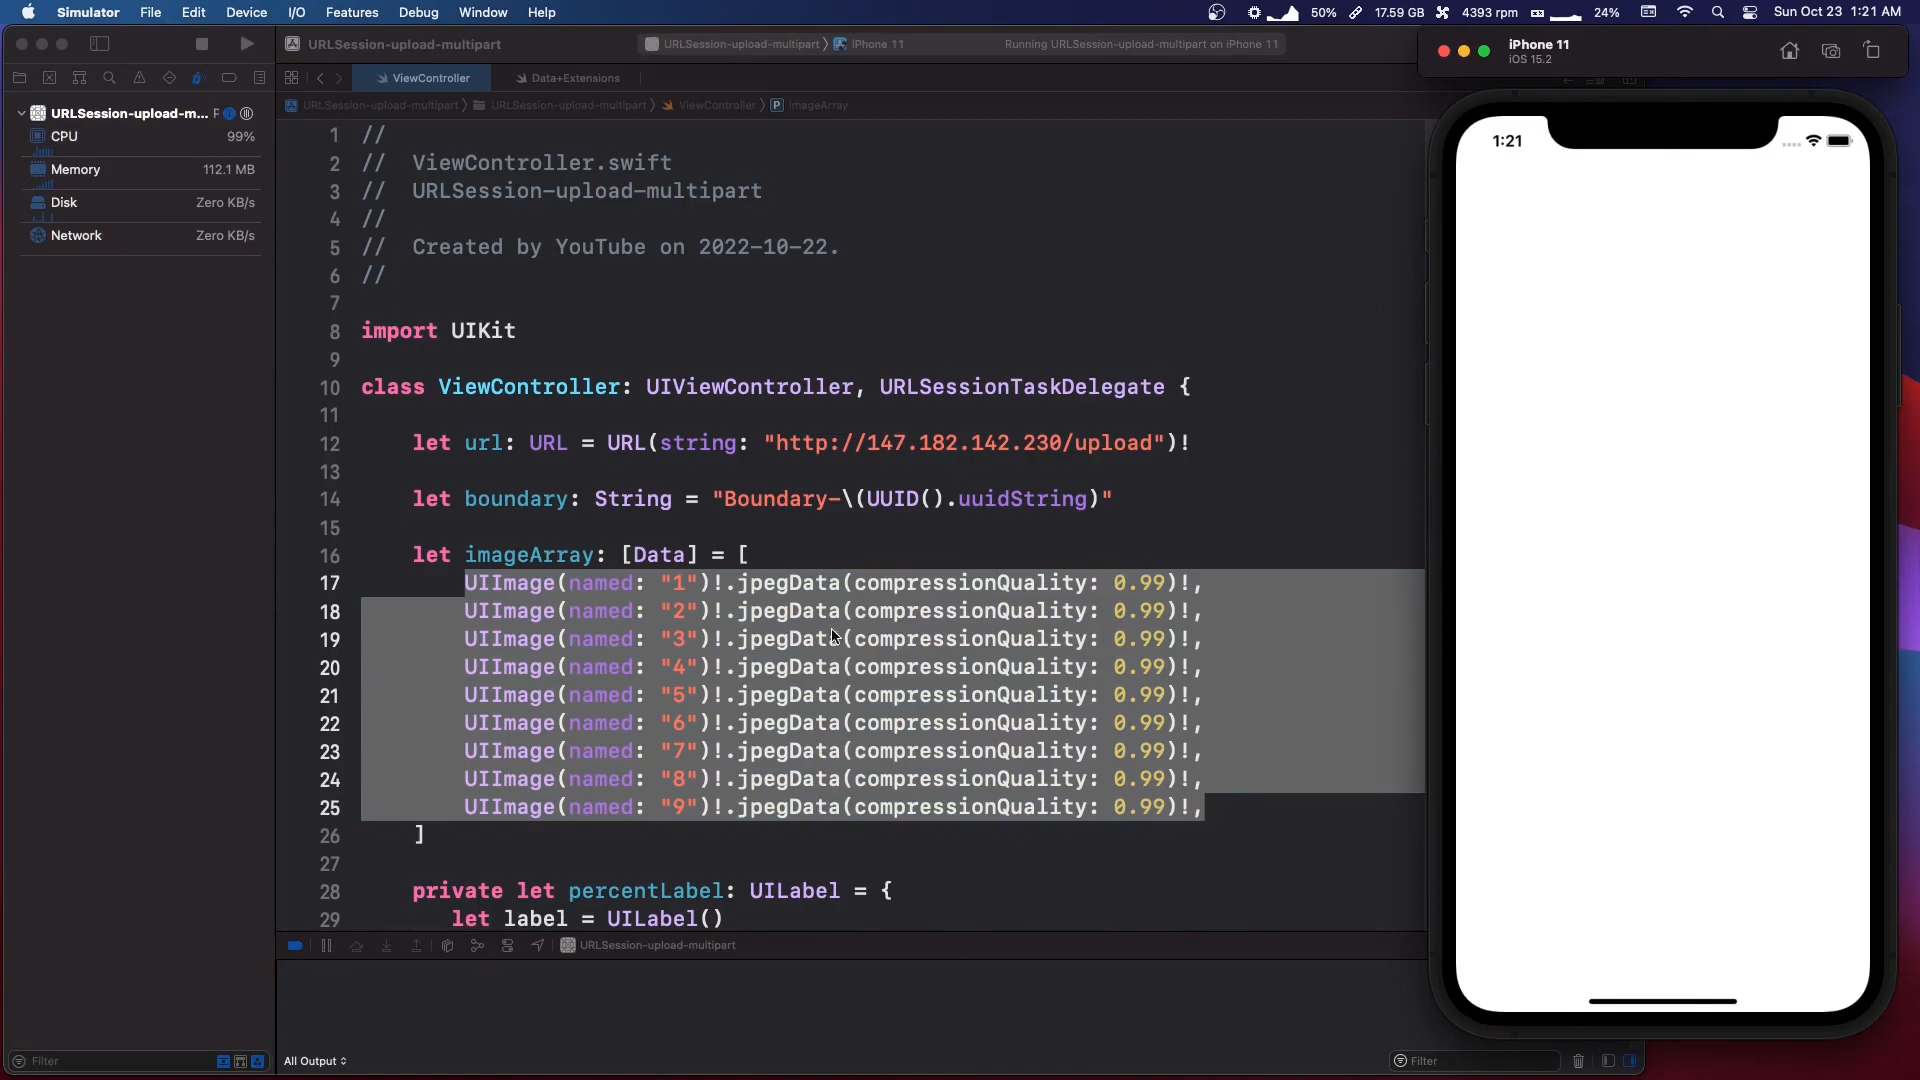 Simulator File Edit Device I/O Features Debug Window Help 50% 17.59 GB 4393 rpm 24% Sun Oct 23 1:21 AM
URLSession-upload-multipart URLSession-upload-multipart iPhone 11 Running URLSession-upload-multipart on iPhone 11
iPhone 11
iOS 15.2
ViewController Data+Extensions
URLSession-upload-multipart URLSession-upload-multipart ViewController P imageArray
URLSession-upload-m... P
CPU 99%
Memory 112.1 MB
Disk Zero KB/s
Network Zero KB/s
1 //
2 // ViewController.swift
3 // URLSession-upload-multipart
4 //
5 // Created by YouTube on 2022-10-22.
6 //
7
8 import UIKit
9
10 class ViewController: UIViewController, URLSessionTaskDelegate {
11
12 let url: URL = URL(string: "http://147.182.142.230/upload")!
13
14 let boundary: String = "Boundary-\(UUID().uuidString)"
15
16 let imageArray: [Data] = [
17 UIImage(named: "1")!.jpegData(compressionQuality: 0.99)!,
18 UIImage(named: "2")!.jpegData(compressionQuality: 0.99)!,
19 UIImage(named: "3")!.jpegData(compressionQuality: 0.99)!,
20 UIImage(named: "4")!.jpegData(compressionQuality: 0.99)!,
21 UIImage(named: "5")!.jpegData(compressionQuality: 0.99)!,
22 UIImage(named: "6")!.jpegData(compressionQuality: 0.99)!,
23 UIImage(named: "7")!.jpegData(compressionQuality: 0.99)!,
24 UIImage(named: "8")!.jpegData(compressionQuality: 0.99)!,
25 UIImage(named: "9")!.jpegData(compressionQuality: 0.99)!,
26 ]
27
28 private let percentLabel: UILabel = {
29 let label = UILabel()
1:21
URLSession-upload-multipart
Filter
All Output
Filter